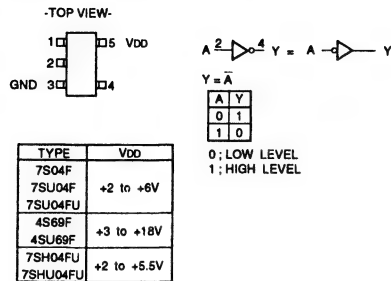 -TOP VIEW-
1 5 VDD
2
GND 3 4
A 2 4 Y = A Y
Y = A̅
A Y
0 1
1 0
0 ; LOW LEVEL
1 ; HIGH LEVEL
TYPE VDD
7S04F
7SU04F +2 to +6V
7SU04FU
4S69F +3 to +18V
4SU69F
7SH04FU +2 to +5.5V
7SHU04FU